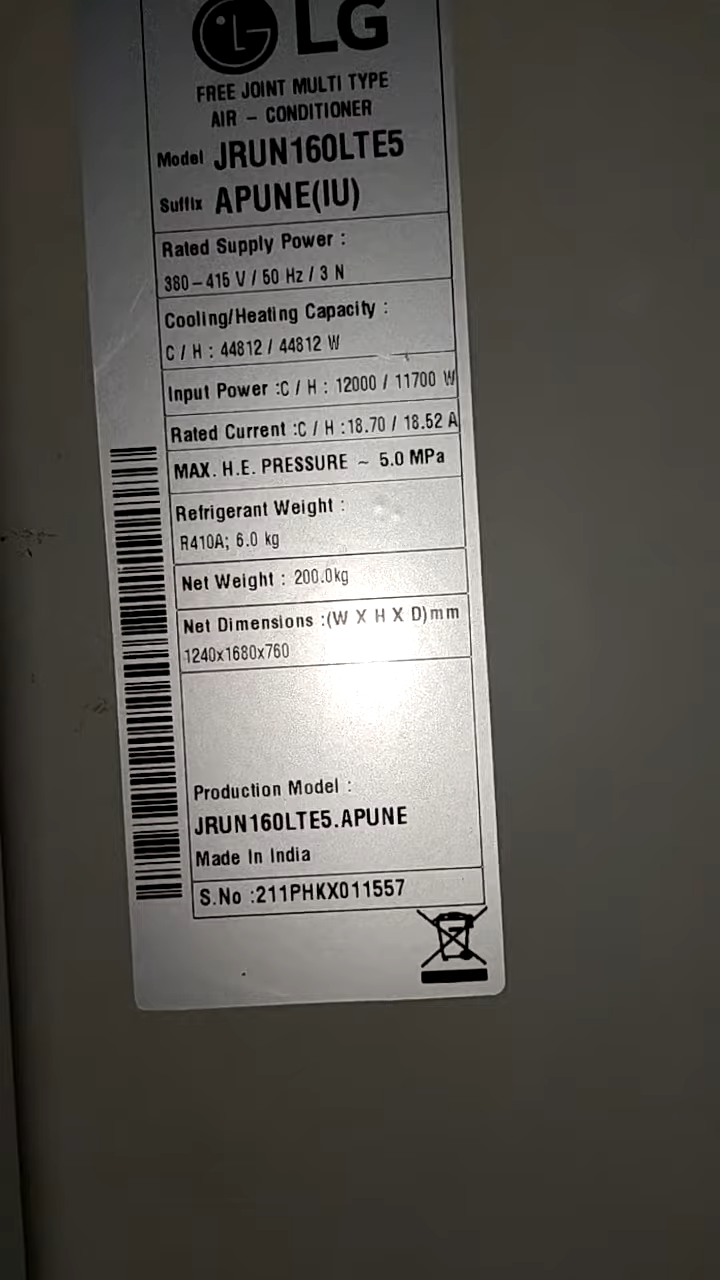 LG
FREE JOINT MULTI TYPE
AIR – CONDITIONER
Model JRUN160LTE5
Suffix APUNE(IU)
Rated Supply Power :
380–415 V / 50 Hz / 3 N
Cooling/Heating Capacity :
C / H : 44812 / 44812 W
Input Power :C / H : 12000 / 11700 W
Rated Current :C / H :18.70 / 18.52 A
MAX. H.E. PRESSURE ~ 5.0 MPa
Refrigerant Weight :
R410A; 6.0 kg
Net Weight : 200.0kg
Net Dimensions :(W X H X D)mm
1240x1680x760
Production Model :
JRUN160LTE5.APUNE
Made In India
S.No :211PHKX011557